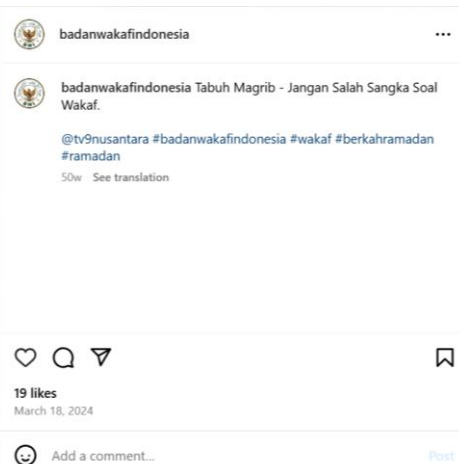 badanwakafindonesia
badanwakafindonesia Tabuh Magrib - Jangan Salah Sangka Soal
Wakaf.
@tv9nusantara #badanwakafindonesia #wakaf #berkahramadan
#ramadan
50w See translation
19 likes
March 18, 2024
Add a comment...
Post